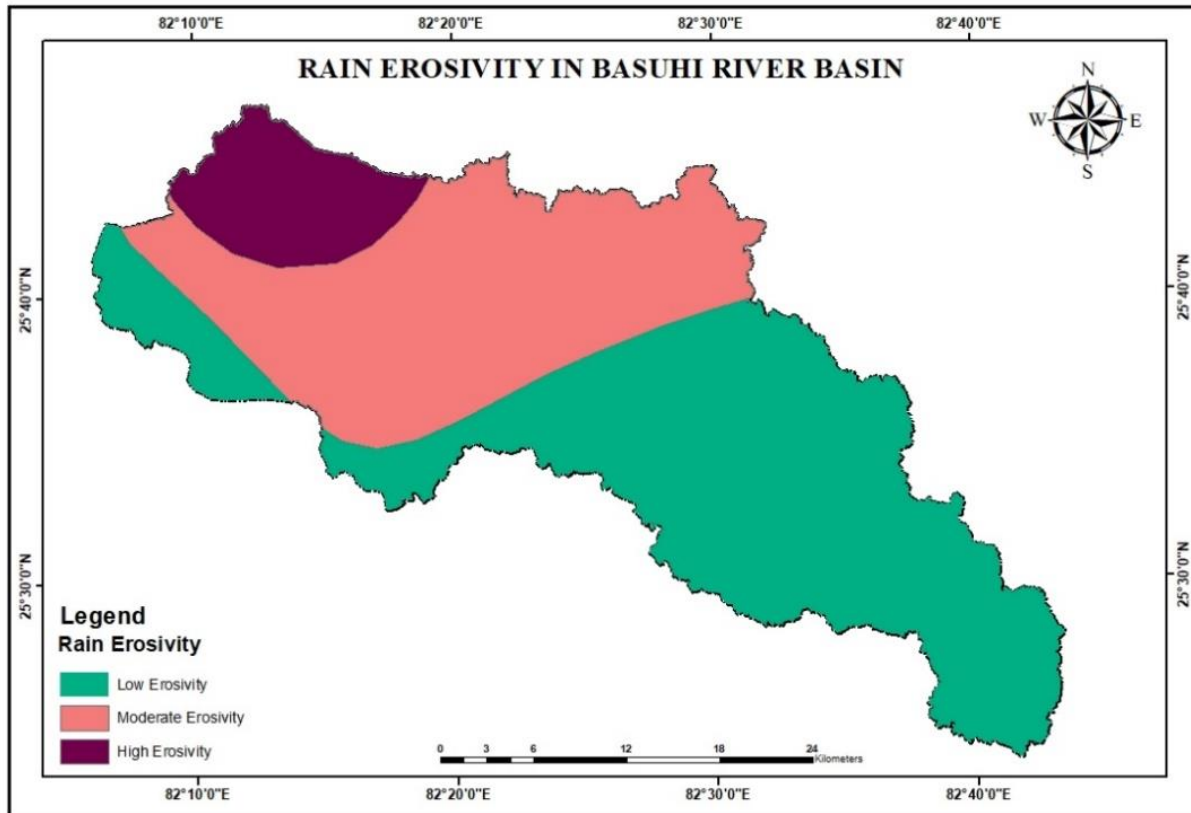 82°10'0"E 82°20'0"E 82°30'0"E 82°40'0"E
RAIN EROSIVITY IN BASUHI RIVER BASIN
N
W E
S
25°40'0"N 25°40'0"N
25°30'0"N 25°30'0"N
Legend
Rain Erosivity
Low Erosivity
Moderate Erosivity
High Erosivity
0 3 6 12 18 24
Kilometers
82°10'0"E 82°20'0"E 82°30'0"E 82°40'0"E